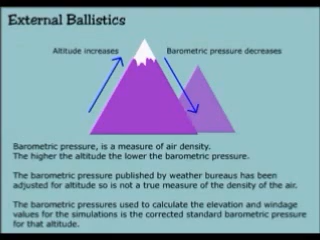 External Ballistics
Altitude increases
Barometric pressure decreases
Barometric pressure, is a measure of air density.
The higher the altitude the lower the barometric pressure.
The barometric pressure published by weather bureaus has been
adjusted for altitude so is not a true measure of the density of the air.
The barometric pressures used to calculate the elevation and windage
values for the simulations is the corrected standard barometric pressure
for that altitude.